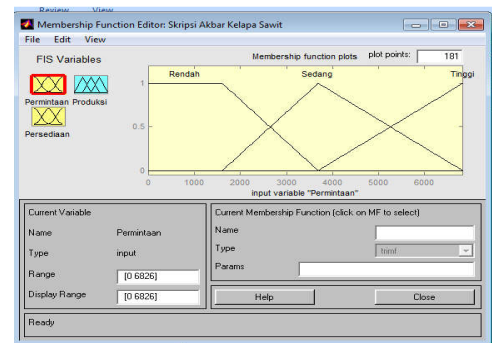 Review View
Membership Function Editor: Skripsi Akbar Kelapa Sawit
File Edit View
FIS Variables
Membership function plots plot points: 181
Permintaan Produksi
Persediaan
Rendah Sedang Tinggi
1
0.5
0
0 1000 2000 3000 4000 5000 6000
input variable "Permintaan"
Current Variable
Name Permintaan
Type input
Range [0 6826]
Display Range [0 6826]
Current Membership Function (click on MF to select)
Name
Type trimf
Params
Help Close
Ready